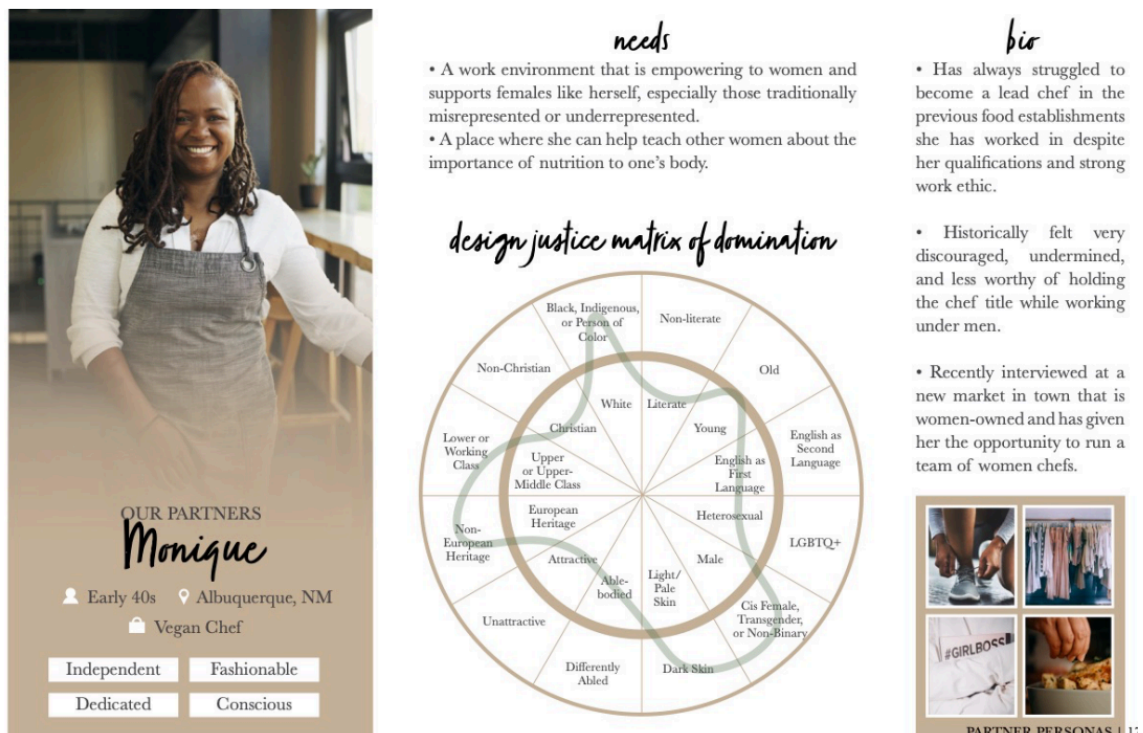 OUR PARTNERS
Monique
Early 40s
Albuquerque, NM
Vegan Chef
Independent
Fashionable
Dedicated
Conscious
needs
• A work environment that is empowering to women and
supports females like herself, especially those traditionally
misrepresented or underrepresented.
• A place where she can help teach other women about the
importance of nutrition to one's body.
design justice matrix of domination
Black, Indigenous,
or Person of
Color
Non-literate
Non-Christian
Old
White
Literate
Christian
Young
Lower or
Working
Class
Upper
or Upper-
Middle Class
English as
First
Language
English as
Second
Language
Non-
European
Heritage
European
Heritage
Heterosexual
LGBTQ+
Attractive
Male
Able-
bodied
Light/
Pale
Skin
Unattractive
Cis Female,
Transgender,
or Non-Binary
Differently
Abled
Dark Skin
bio
• Has always struggled to
become a lead chef in the
previous food establishments
she has worked in despite
her qualifications and strong
work ethic.
• Historically felt very
discouraged, undermined,
and less worthy of holding
the chef title while working
under men.
• Recently interviewed at a
new market in town that is
women-owned and has given
her the opportunity to run a
team of women chefs.
#GIRLBOSS
PARTNER PERSONAS |